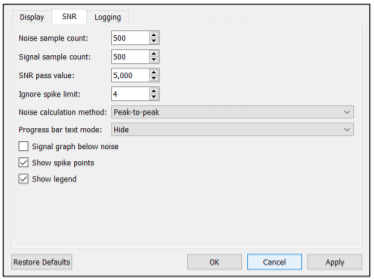 Display SNR Logging
Noise sample count: 500
Signal sample count: 500
SNR pass value: 5,000
Ignore spike limit: 4
Noise calculation method: Peak-to-peak
Progress bar text mode: Hide
Signal graph below noise
Show spike points
Show legend
Restore Defaults OK Cancel Apply